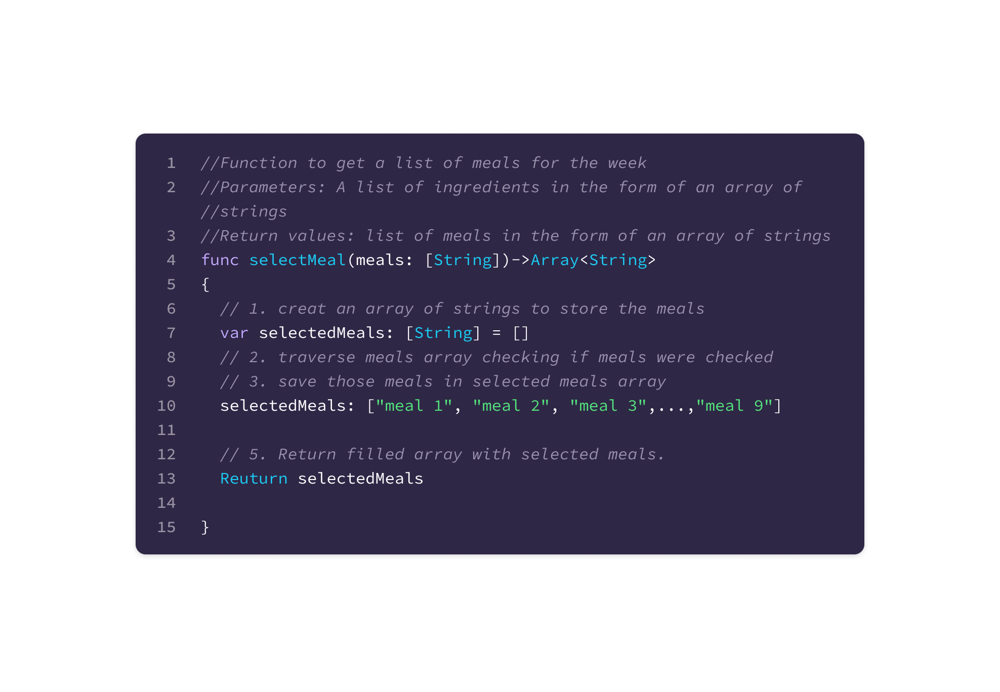 1 //Function to get a list of meals for the week
2 //Parameters: A list of ingredients in the form of an array of
//strings
3 //Return values: list of meals in the form of an array of strings
4 func selectMeal(meals: [String])->Array<String>
5 {
6 // 1. creat an array of strings to store the meals
7 var selectedMeals: [String] = []
8 // 2. traverse meals array checking if meals were checked
9 // 3. save those meals in selected meals array
10 selectedMeals: ["meal 1", "meal 2", "meal 3",...,"meal 9"]
11
12 // 5. Return filled array with selected meals.
13 Reuturn selectedMeals
14
15 }